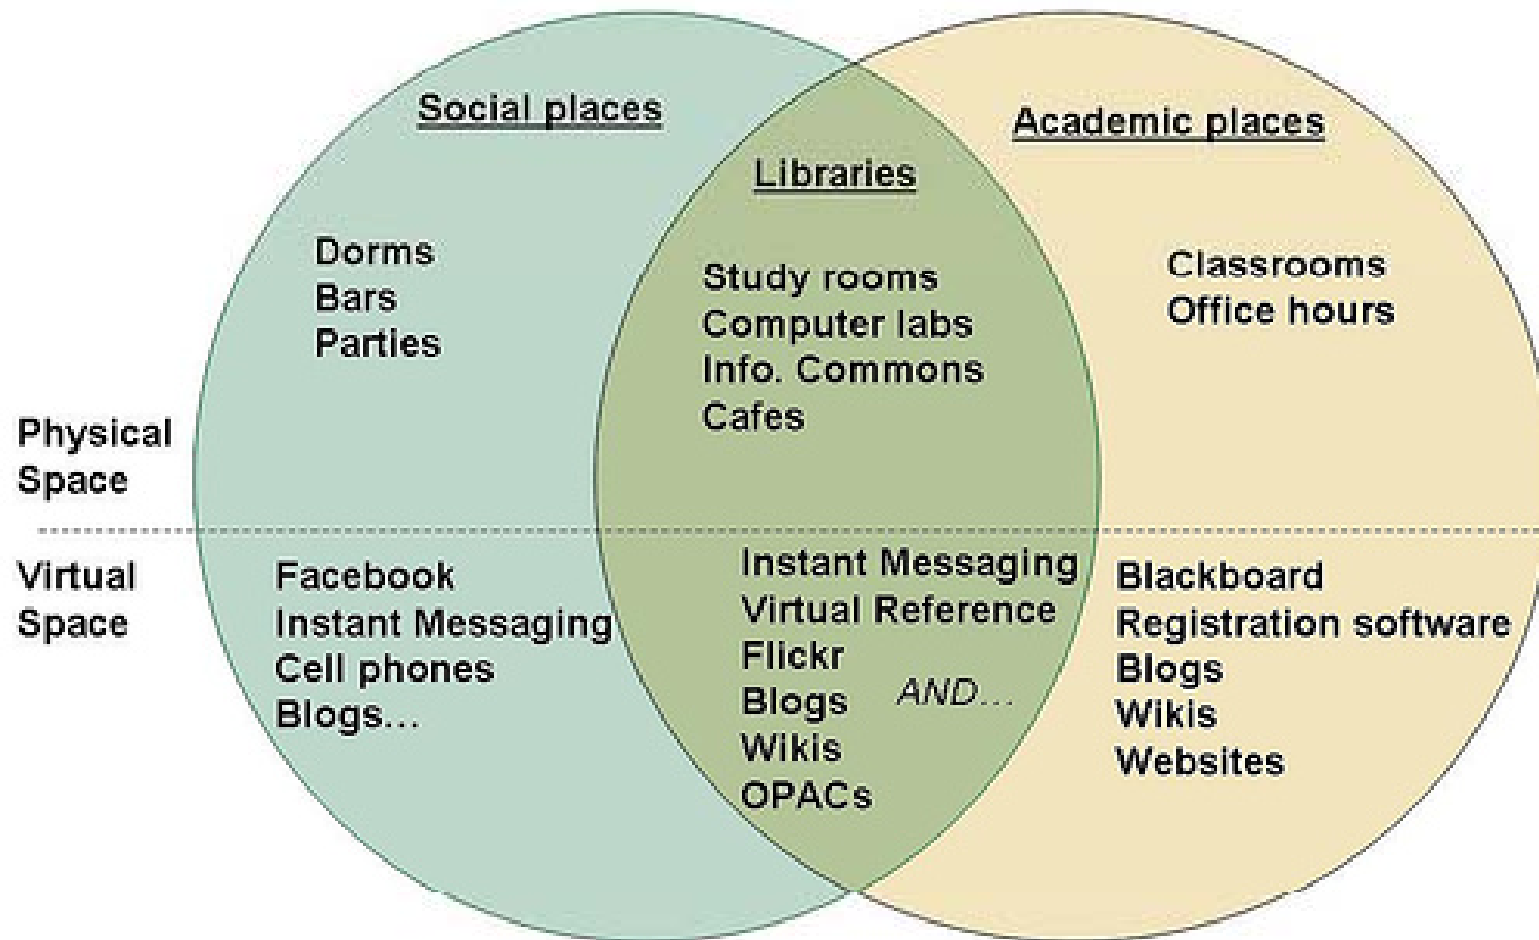 Social places
Academic places
Libraries
Dorms
Bars
Parties
Study rooms
Computer labs
Info. Commons
Cafes
Classrooms
Office hours
Physical
Space
Virtual
Space
Facebook
Instant Messaging
Cell phones
Blogs...
Instant Messaging
Virtual Reference
Flickr
Blogs AND...
Wikis
OPACs
Blackboard
Registration software
Blogs
Wikis
Websites